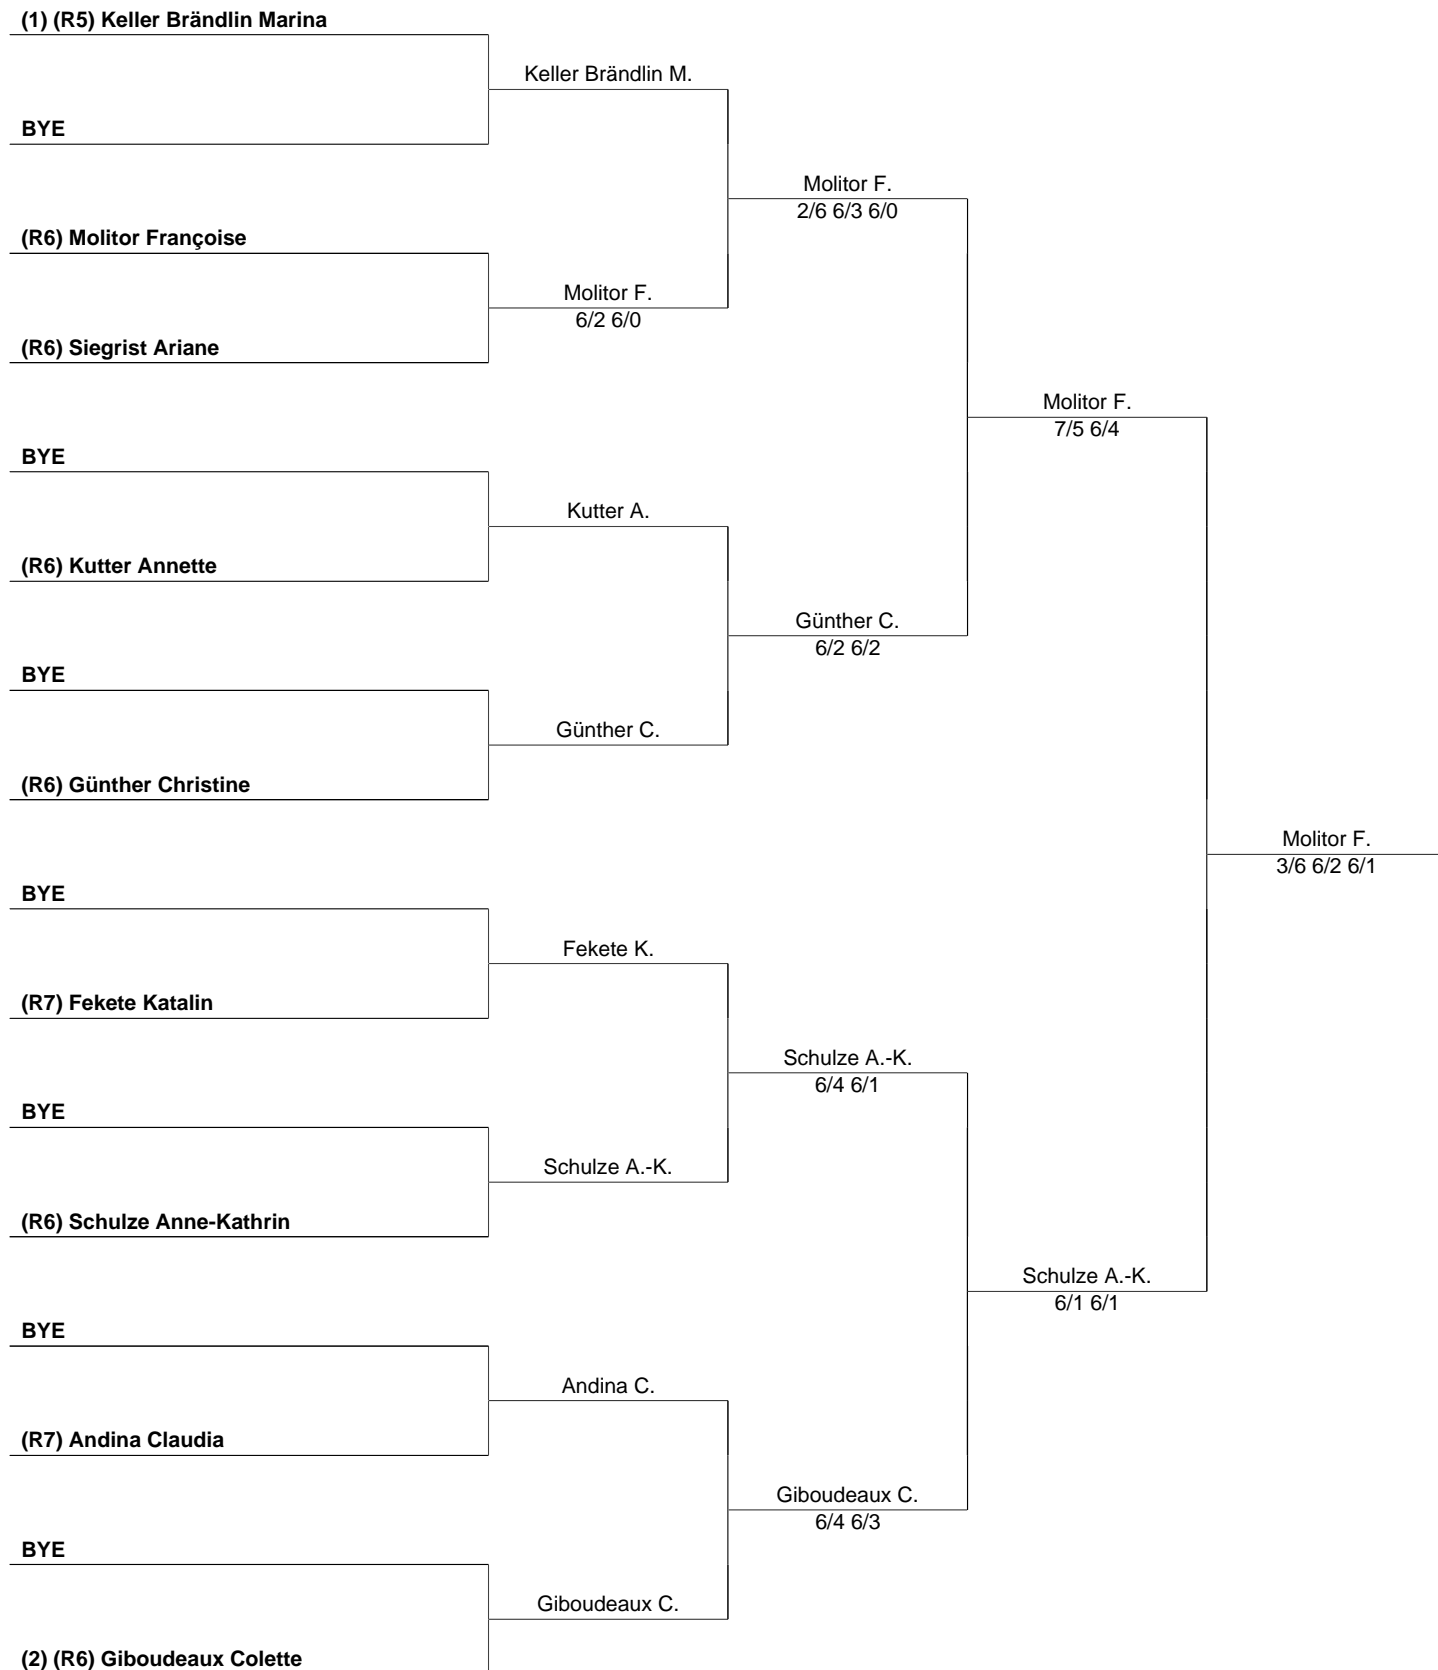 (1) (R5) Keller Brändlin Marina
Keller Brändlin M.
BYE
Molitor F.
2/6 6/3 6/0
(R6) Molitor Françoise
Molitor F.
6/2 6/0
(R6) Siegrist Ariane
Molitor F.
7/5 6/4
BYE
Kutter A.
(R6) Kutter Annette
Günther C.
6/2 6/2
BYE
Günther C.
(R6) Günther Christine
Molitor F.
3/6 6/2 6/1
BYE
Fekete K.
(R7) Fekete Katalin
Schulze A.-K.
6/4 6/1
BYE
Schulze A.-K.
(R6) Schulze Anne-Kathrin
Schulze A.-K.
6/1 6/1
BYE
Andina C.
(R7) Andina Claudia
Giboudeaux C.
6/4 6/3
BYE
Giboudeaux C.
(2) (R6) Giboudeaux Colette